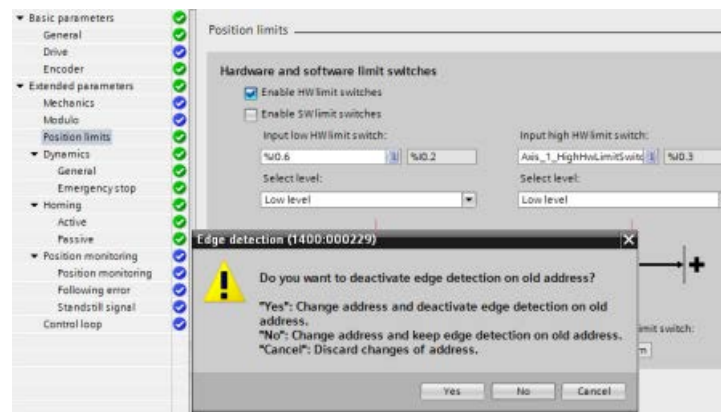 Basic parameters
General
Drive
Encoder
Extended parameters
Mechanics
Modulo
Position limits
Dynamics
General
Emergency stop
Homing
Active
Passive
Position monitoring
Position monitoring
Following error
Standstill signal
Control loop
Position limits
Hardware and software limit switches
Enable HW limit switches
Enable SW limit switches
Input low HW limit switch:
Input high HW limit switch:
%I0.6
%I0.2
Axis_1_HighHwLimitSwitc
%I0.3
Select level:
Select level:
Low level
Low level
Edge detection (1400:000229)
Do you want to deactivate edge detection on old address?
"Yes": Change address and deactivate edge detection on old
address.
"No": Change address and keep edge detection on old address.
"Cancel": Discard changes of address.
Yes
No
Cancel
+
switch:
m